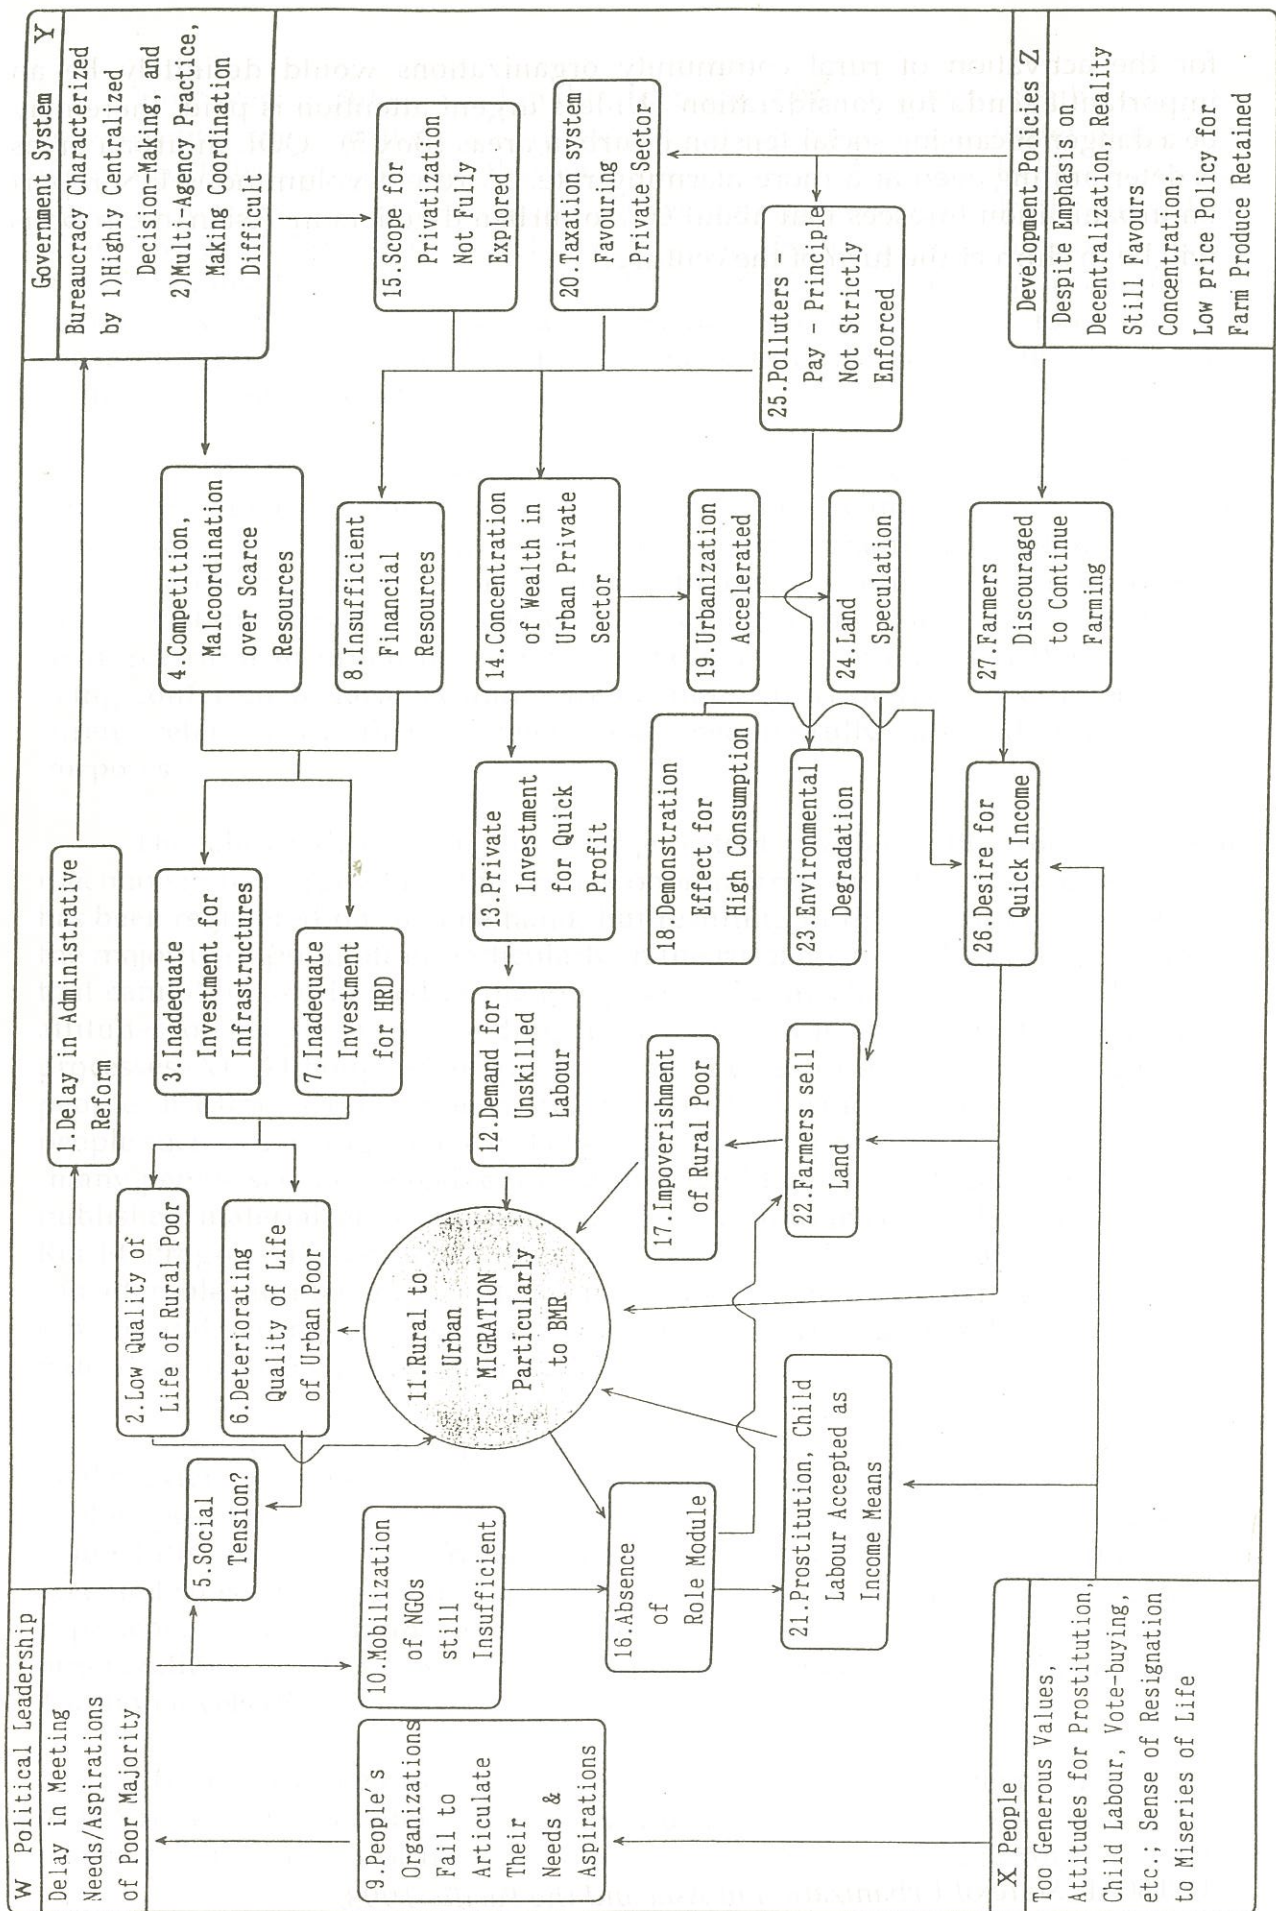 W Political Leadership
Delay in Meeting
Needs/Aspirations
of Poor Majority
1.Delay in Administrative
Reform
Government System Y
Bureaucracy Characterized
by 1)Highly Centralized
Decision-Making, and
2)Multi-Agency Practice,
Making Coordination
Difficult
2.Low Quality of
Life of Rural Poor
3.Inadequate
Investment for
Infrastructures
4.Competition,
Malcoordination
over Scarce
Resources
5.Social
Tension?
6.Deteriorating
Quality of Life
of Urban Poor
7.Inadequate
Investment
for HRD
8.Insufficient
Financial
Resources
9.People's
Organizations
Fail to
Articulate
Their
Needs &
Aspirations
10.Mobilization
of NGOs
still
Insufficient
11.Rural to
Urban
MIGRATION
Particularly
to BMR
12.Demand for
Unskilled
Labour
13.Private
Investment
for Quick
Profit
14.Concentration
of Wealth in
Urban Private
Sector
15.Scope for
Privatization
Not Fully
Explored
16.Absence
of
Role Module
17.Impoverishment
of Rural Poor
18.Demonstration
Effect for
High Consumption
19.Urbanization
Accelerated
20.Taxation system
Favouring
Private Sector
21.Prostitution, Child
Labour Accepted as
Income Means
22.Farmers sell
Land
23.Environmental
Degradation
24.Land
Speculation
25.Polluters -
Pay - Principle
Not Strictly
Enforced
26.Desire for
Quick Income
27.Farmers
Discouraged
to Continue
Farming
X People
Too Generous Values,
Attitudes for Prostitution,
Child Labour, Vote-buying,
etc.; Sense of Resignation
to Miseries of Life
Development Policies Z
Despite Emphasis on
Decentralization, Reality
Still Favours
Concentration;
Low price Policy for
Farm Produce Retained